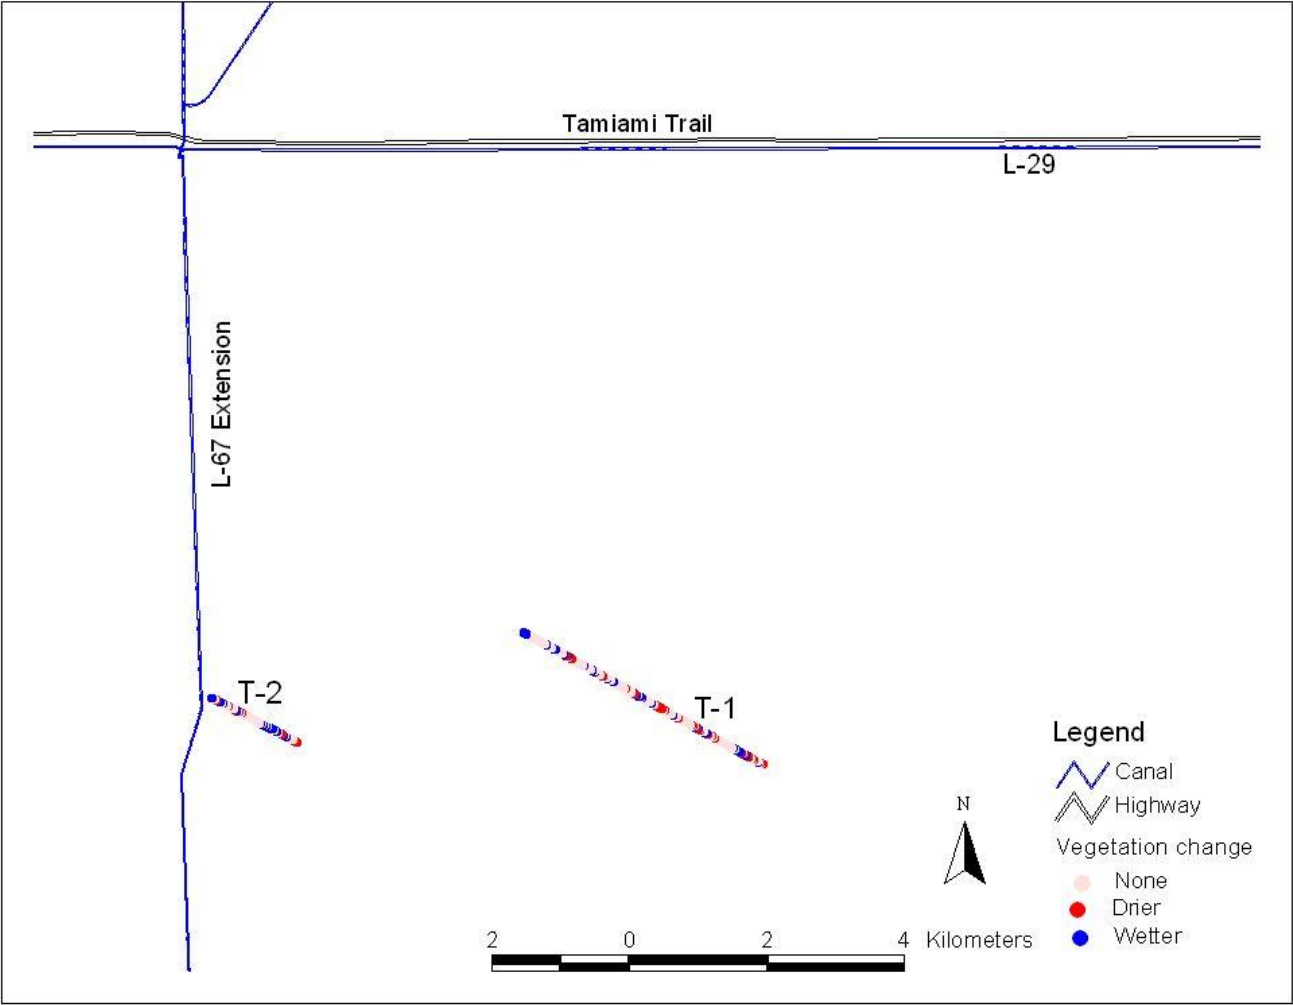 Tamiami Trail
L-29
L-67 Extension
T-2
T-1
Legend
Canal
Highway
Vegetation change
None
Drier
Wetter
N
2 0 2 4 Kilometers